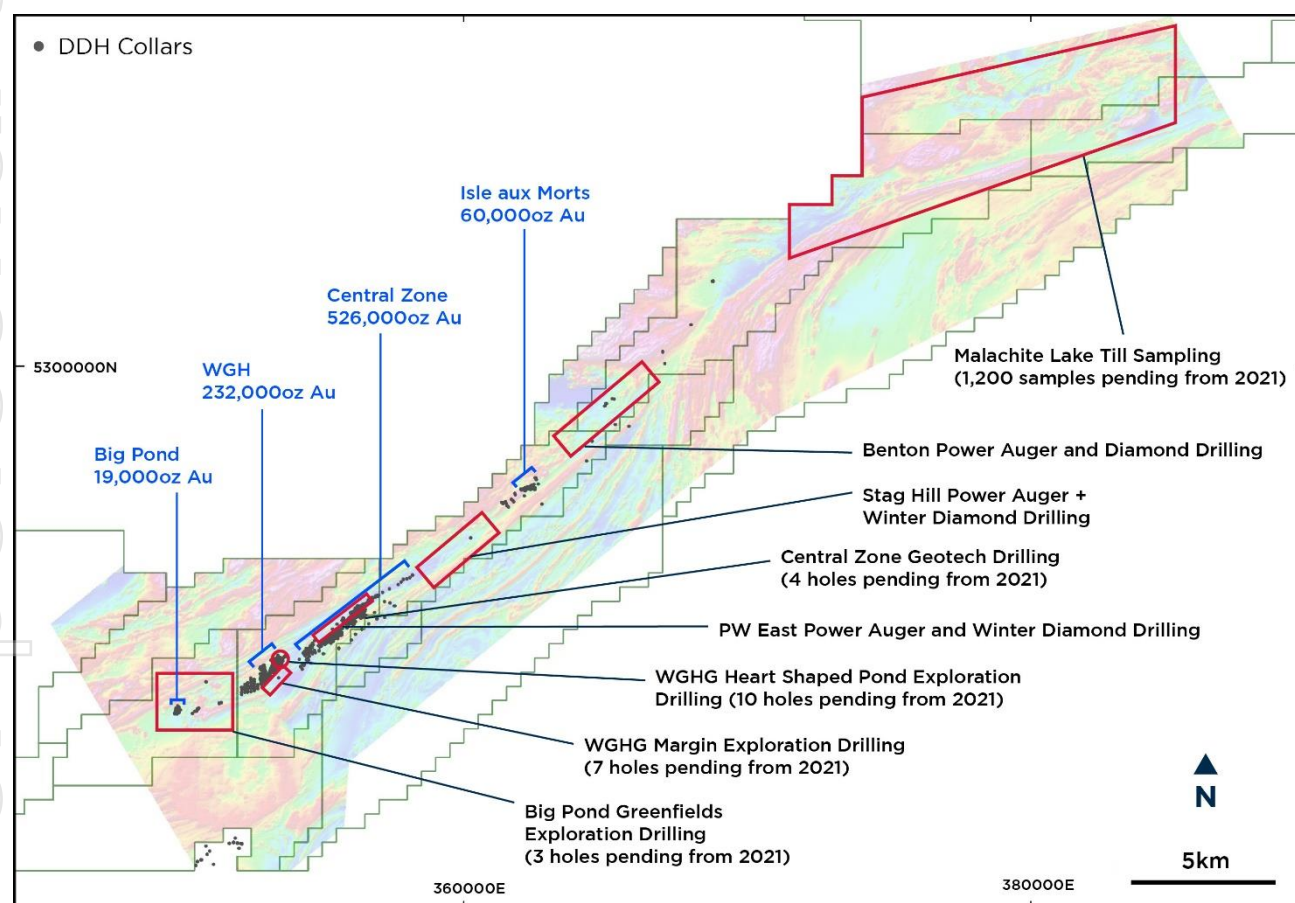 DDH Collars
Isle aux Morts
60,000oz Au
Central Zone
526,000oz Au
5300000N
WGH
232,000oz Au
Malachite Lake Till Sampling
(1,200 samples pending from 2021)
Big Pond
19,000oz Au
Benton Power Auger and Diamond Drilling
Stag Hill Power Auger +
Winter Diamond Drilling
Central Zone Geotech Drilling
(4 holes pending from 2021)
PW East Power Auger and Winter Diamond Drilling
WGHG Heart Shaped Pond Exploration
Drilling (10 holes pending from 2021)
WGHG Margin Exploration Drilling
(7 holes pending from 2021)
Big Pond Greenfields
Exploration Drilling
(3 holes pending from 2021)
N
5km
360000E
380000E